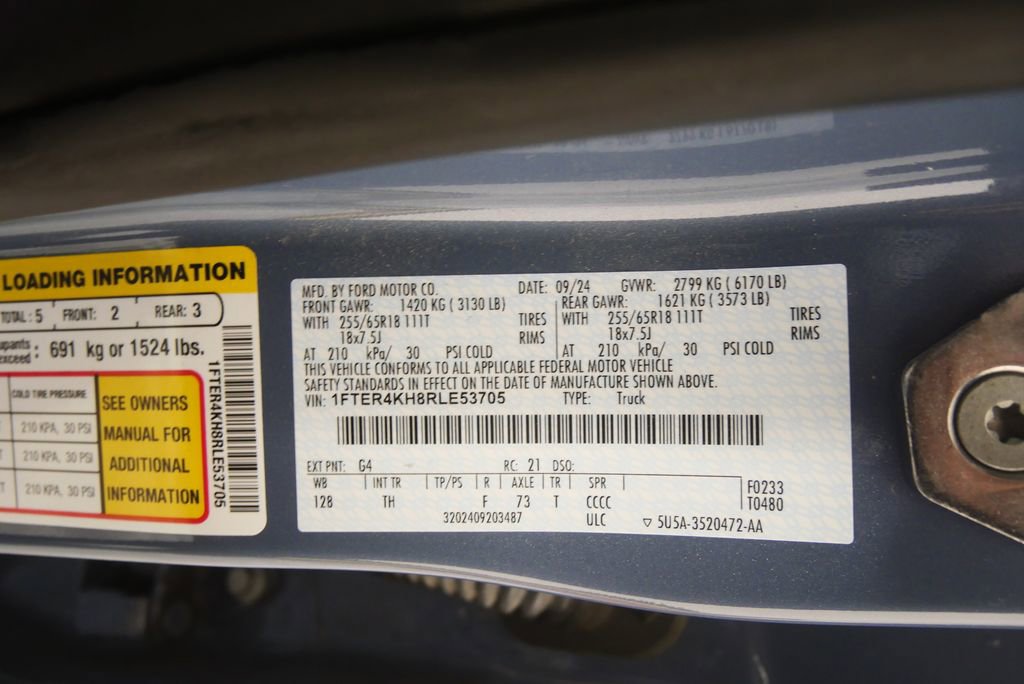 LOADING INFORMATION
TOTAL: 5 FRONT: 2 REAR: 3
691 kg or 1524 lbs.
COLD TIRE PRESSURE
210 KPA, 30 PSI
210 KPA, 30 PSI
210 KPA, 30 PSI
SEE OWNERS
MANUAL FOR
ADDITIONAL
INFORMATION
1FTER4KH8RLE53705
MFD. BY FORD MOTOR CO. DATE: 09/24 GVWR: 2799 KG ( 6170 LB)
FRONT GAWR: 1420 KG ( 3130 LB) REAR GAWR: 1621 KG ( 3573 LB)
WITH 255/65R18 111T TIRES WITH 255/65R18 111T TIRES
18x7.5J RIMS 18x7.5J RIMS
AT 210 kPa/ 30 PSI COLD AT 210 kPa/ 30 PSI COLD
THIS VEHICLE CONFORMS TO ALL APPLICABLE FEDERAL MOTOR VEHICLE
SAFETY STANDARDS IN EFFECT ON THE DATE OF MANUFACTURE SHOWN ABOVE.
VIN: 1FTER4KH8RLE53705 TYPE: Truck
EXT PNT: G4 RC: 21 DSO:
WB INT TR TP/PS R AXLE TR SPR F0233
128 TH F 73 T CCCC T0480
3202409203487 ULC ▽ 5U5A-3520472-AA